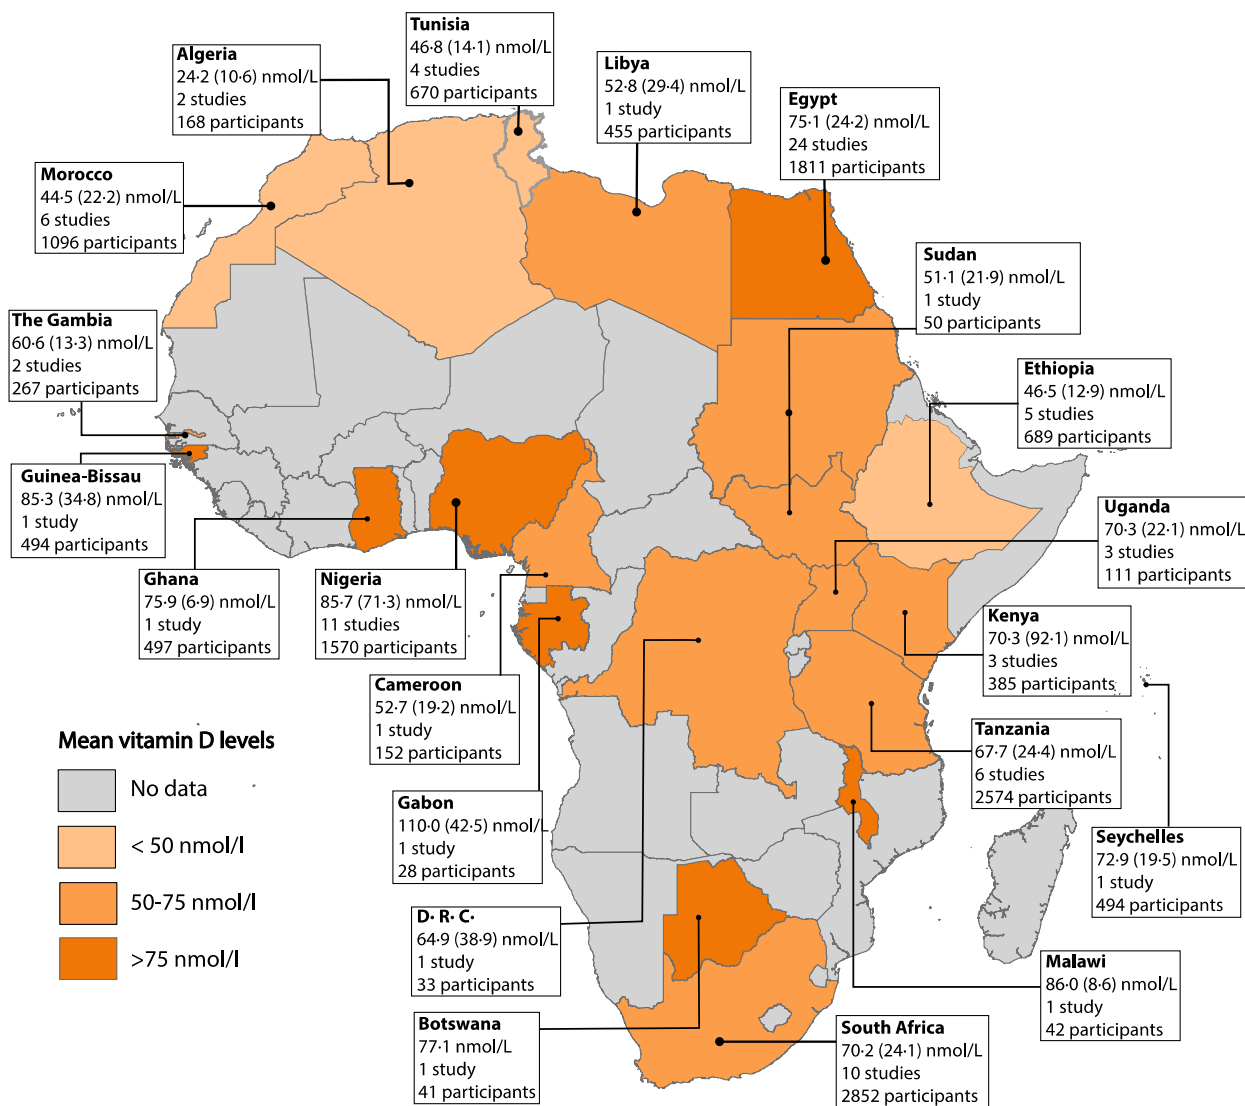 Tunisia
46·8 (14·1) nmol/L
4 studies
670 participants
Algeria
24·2 (10·6) nmol/L
2 studies
168 participants
Libya
52·8 (29·4) nmol/L
1 study
455 participants
Egypt
75·1 (24·2) nmol/L
24 studies
1811 participants
Morocco
44·5 (22·2) nmol/L
6 studies
1096 participants
Sudan
51·1 (21·9) nmol/L
1 study
50 participants
The Gambia
60·6 (13·3) nmol/L
2 studies
267 participants
Ethiopia
46·5 (12·9) nmol/L
5 studies
689 participants
Guinea-Bissau
85·3 (34·8) nmol/L
1 study
494 participants
Uganda
70·3 (22·1) nmol/L
3 studies
111 participants
Ghana
75·9 (6·9) nmol/L
1 study
497 participants
Nigeria
85·7 (71·3) nmol/L
11 studies
1570 participants
Kenya
70·3 (92·1) nmol/L
3 studies
385 participants
Cameroon
52·7 (19·2) nmol/L
1 study
152 participants
Tanzania
67·7 (24·4) nmol/L
6 studies
2574 participants
Mean vitamin D levels
No data
< 50 nmol/l
50-75 nmol/l
>75 nmol/l
Gabon
110·0 (42·5) nmol/L
1 study
28 participants
Seychelles
72·9 (19·5) nmol/L
1 study
494 participants
D· R· C·
64·9 (38·9) nmol/L
1 study
33 participants
Malawi
86·0 (8·6) nmol/L
1 study
42 participants
Botswana
77·1 nmol/L
1 study
41 participants
South Africa
70·2 (24·1) nmol/L
10 studies
2852 participants